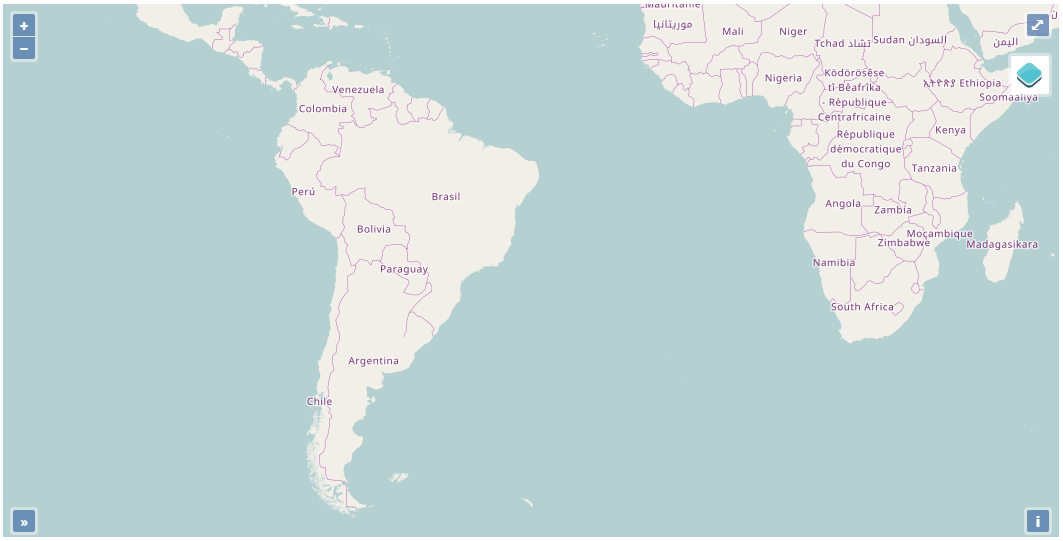 +
–
Mauritanie
موريتانيا
Mali
Niger
Tchad تشاد
Sudan السودان
اليمن
Nigeria
Ködörösêse
tî Bêafrîka
- République
Centrafricaine
ኢትዮጵያ Ethiopia
Soomaaliya
Venezuela
Colombia
République
démocratique
du Congo
Kenya
Tanzania
Perú
Brasil
Angola
Zambia
Bolivia
Moçambique
Zimbabwe
Madagasikara
Paraguay
Namibia
South Africa
Argentina
Chile
»
i